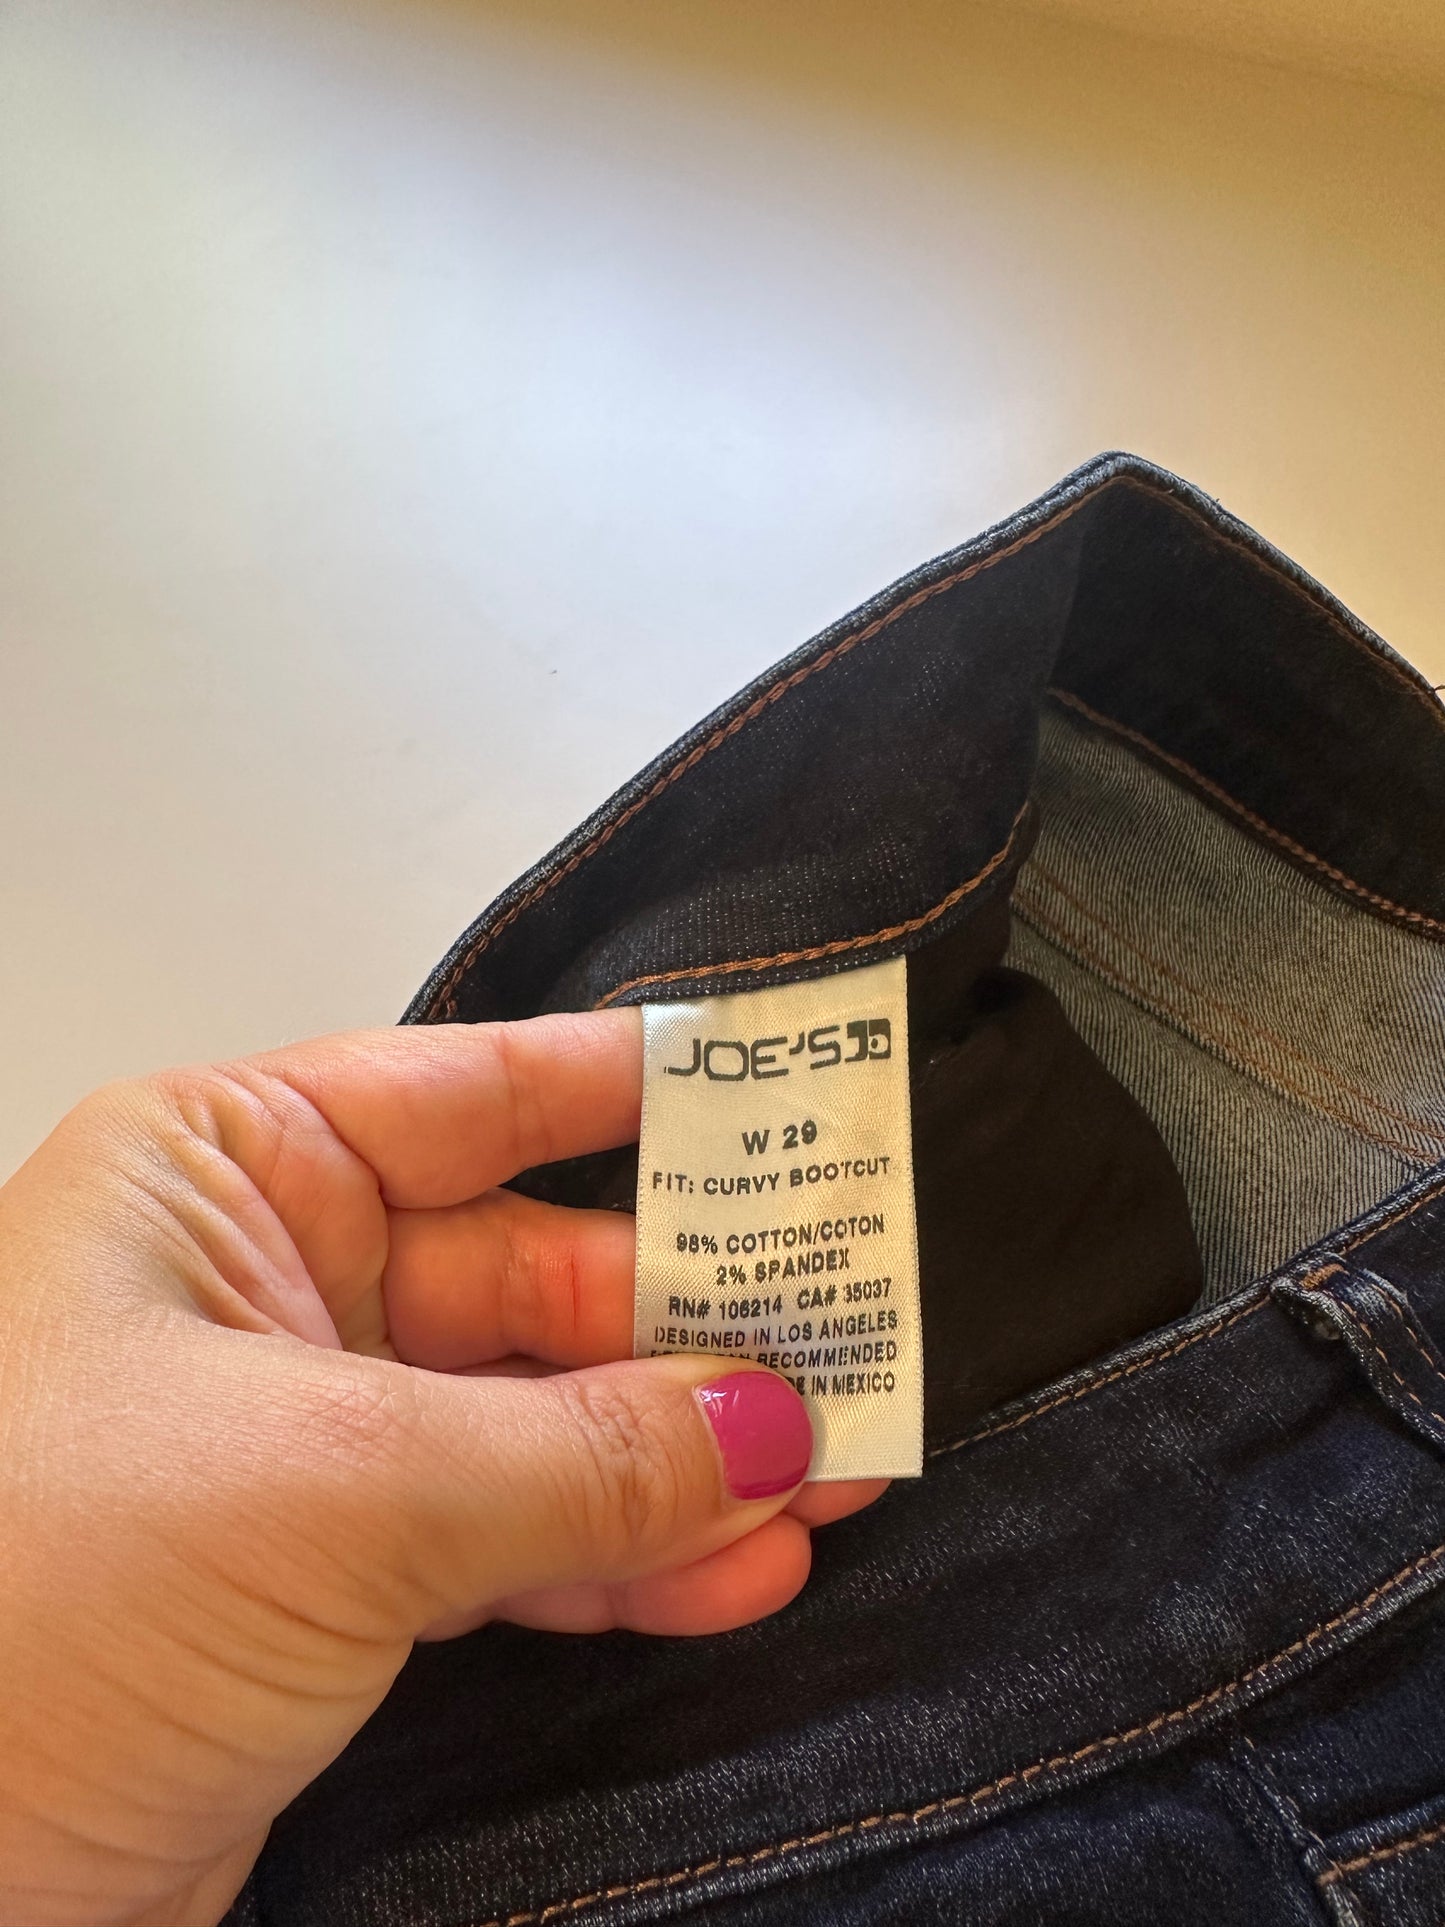 JOE'S
W 29
FIT: CURVY BOOTCUT
98% COTTON/COTON
2% SPANDEX
RN# 106214 CA# 35037
DESIGNED IN LOS ANGELES
RECOMMENDED
IN MEXICO